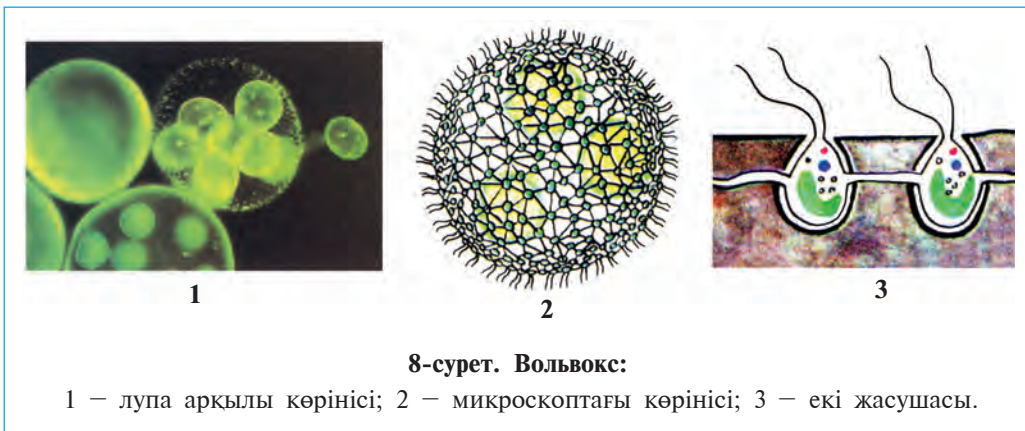 1
2
3
8-сурет. Вольвокс:
1 — лупа арқылы көрінісі; 2 — микроскоптағы көрінісі; 3 — екі жасушасы.